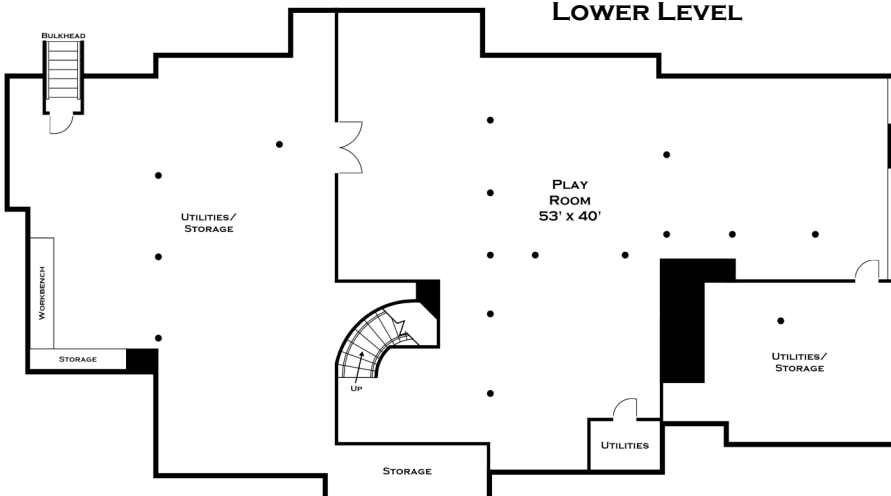 LOWER LEVEL
BULKHEAD
PLAY
ROOM
53' x 40'
UTILITIES/
STORAGE
WORKBENCH
STORAGE
UP
UTILITIES/
STORAGE
UTILITIES
STORAGE